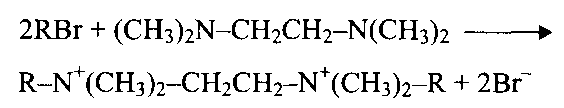 2RBr + (CH₃)₂N–CH₂CH₂–N(CH₃)₂ ⟶
R–N⁺(CH₃)₂–CH₂CH₂–N⁺(CH₃)₂–R + 2Br⁻